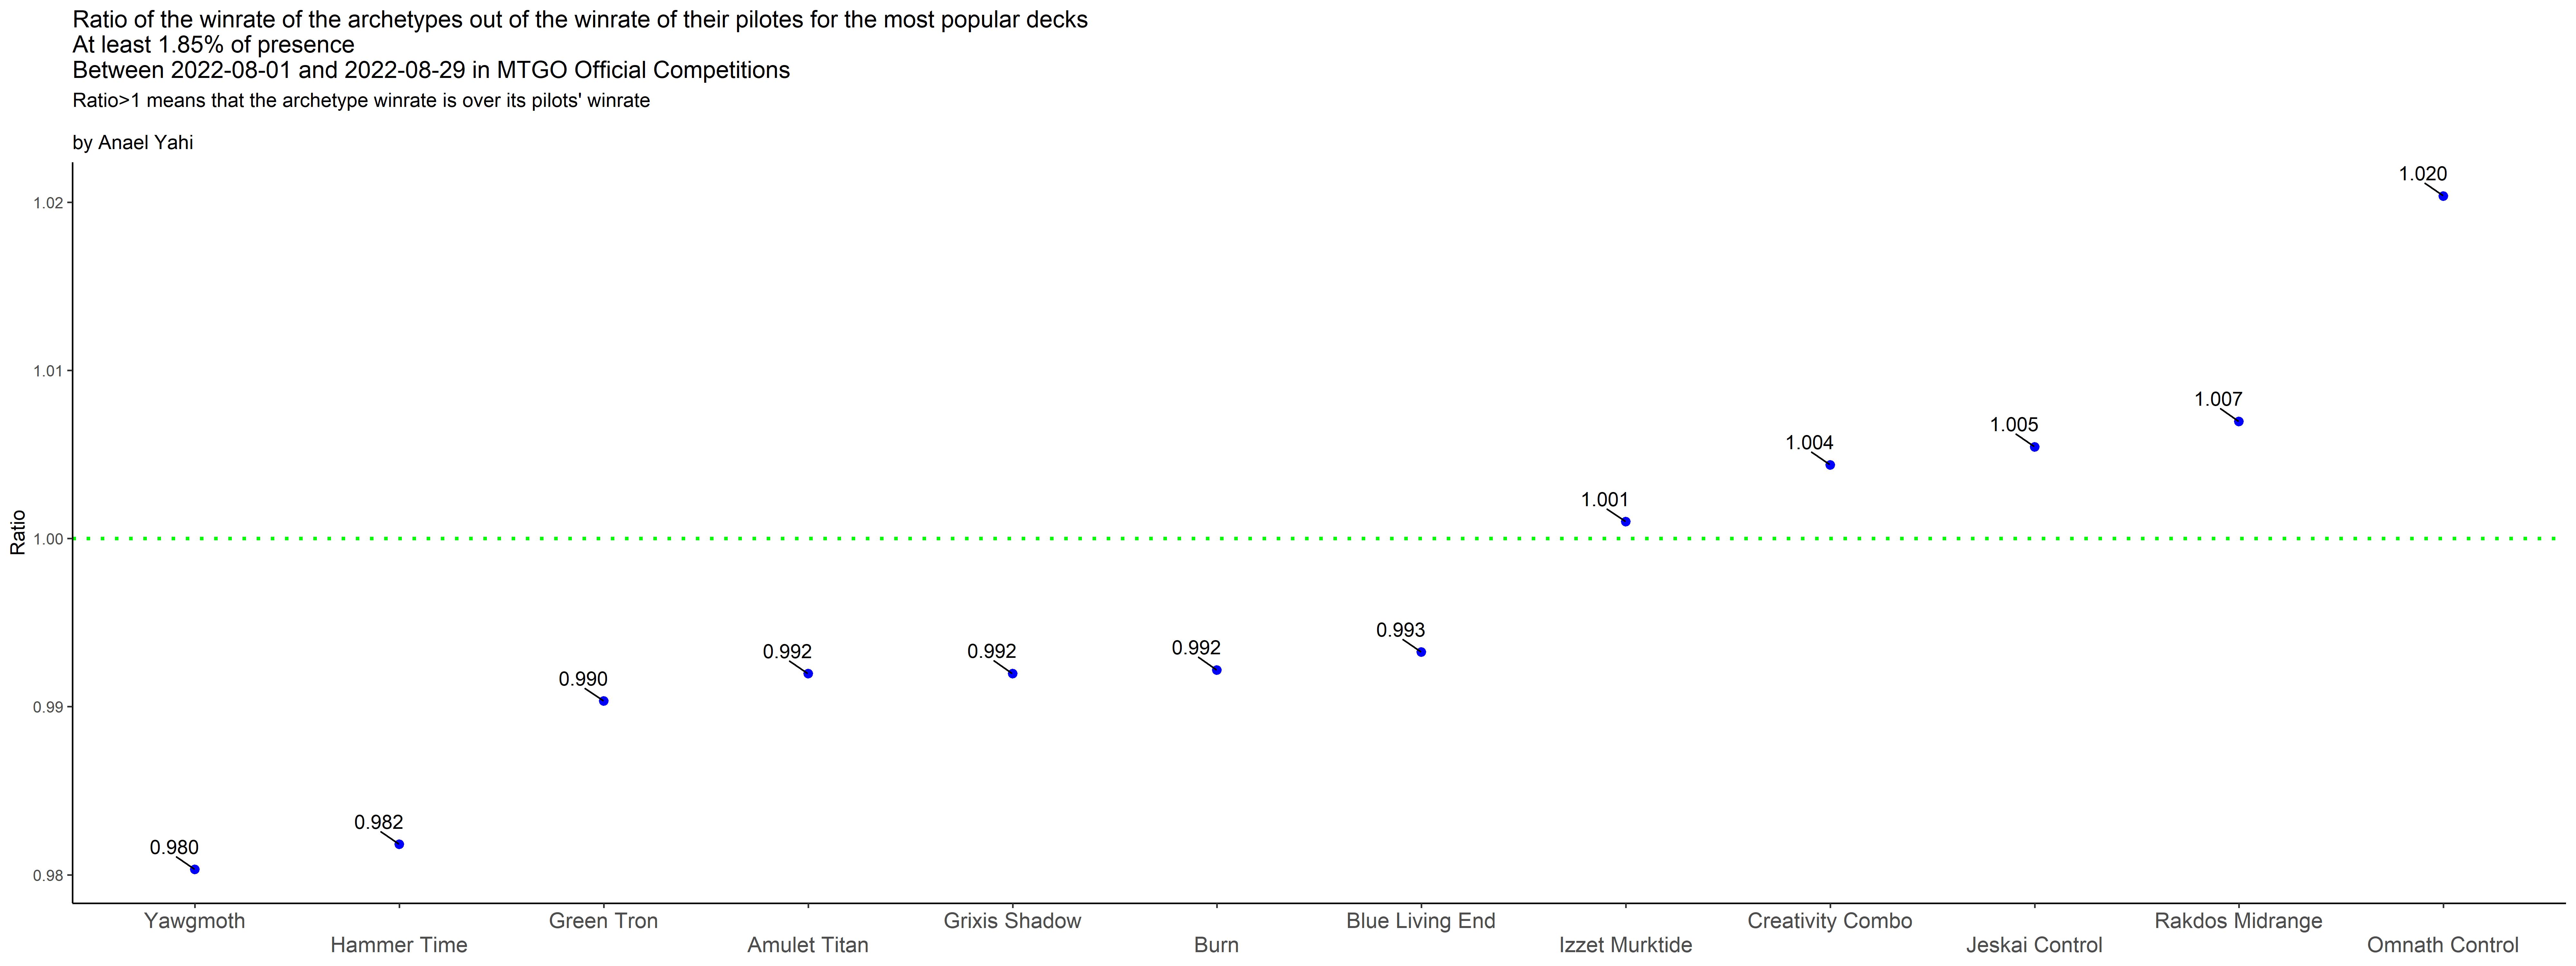 Ratio of the winrate of the archetypes out of the winrate of their pilotes for the most popular decks
At least 1.85% of presence
Between 2022-08-01 and 2022-08-29 in MTGO Official Competitions
Ratio>1 means that the archetype winrate is over its pilots' winrate
by Anael Yahi
1.020
1.02
1.01
1.007
1.005
1.004
1.001
Ratio
1.00
0.993
0.992
0.992
0.992
0.990
0.99
0.982
0.980
0.98
Yawgmoth
Hammer Time
Green Tron
Amulet Titan
Grixis Shadow
Burn
Blue Living End
Izzet Murktide
Creativity Combo
Jeskai Control
Rakdos Midrange
Omnath Control